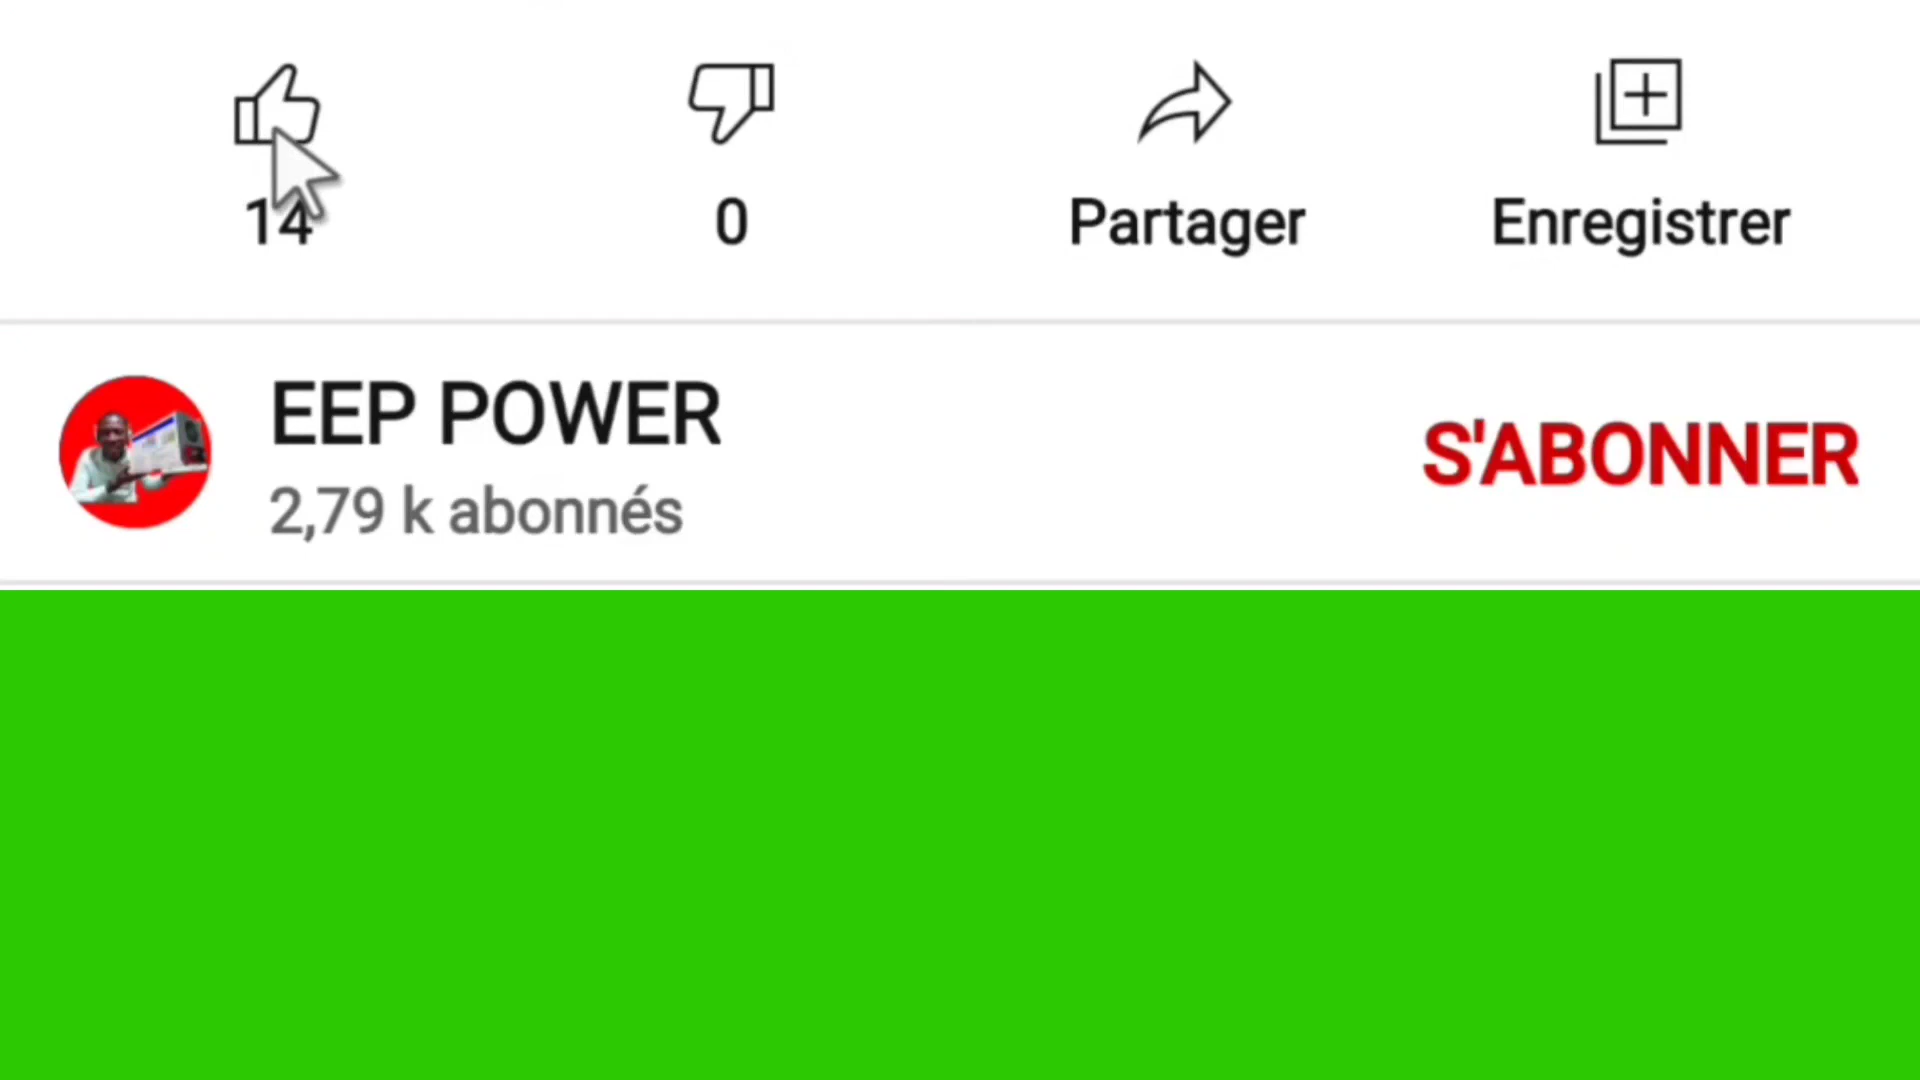 14
0
Partager
Enregistrer
EEP POWER
2,79 k abonnés
S'ABONNER